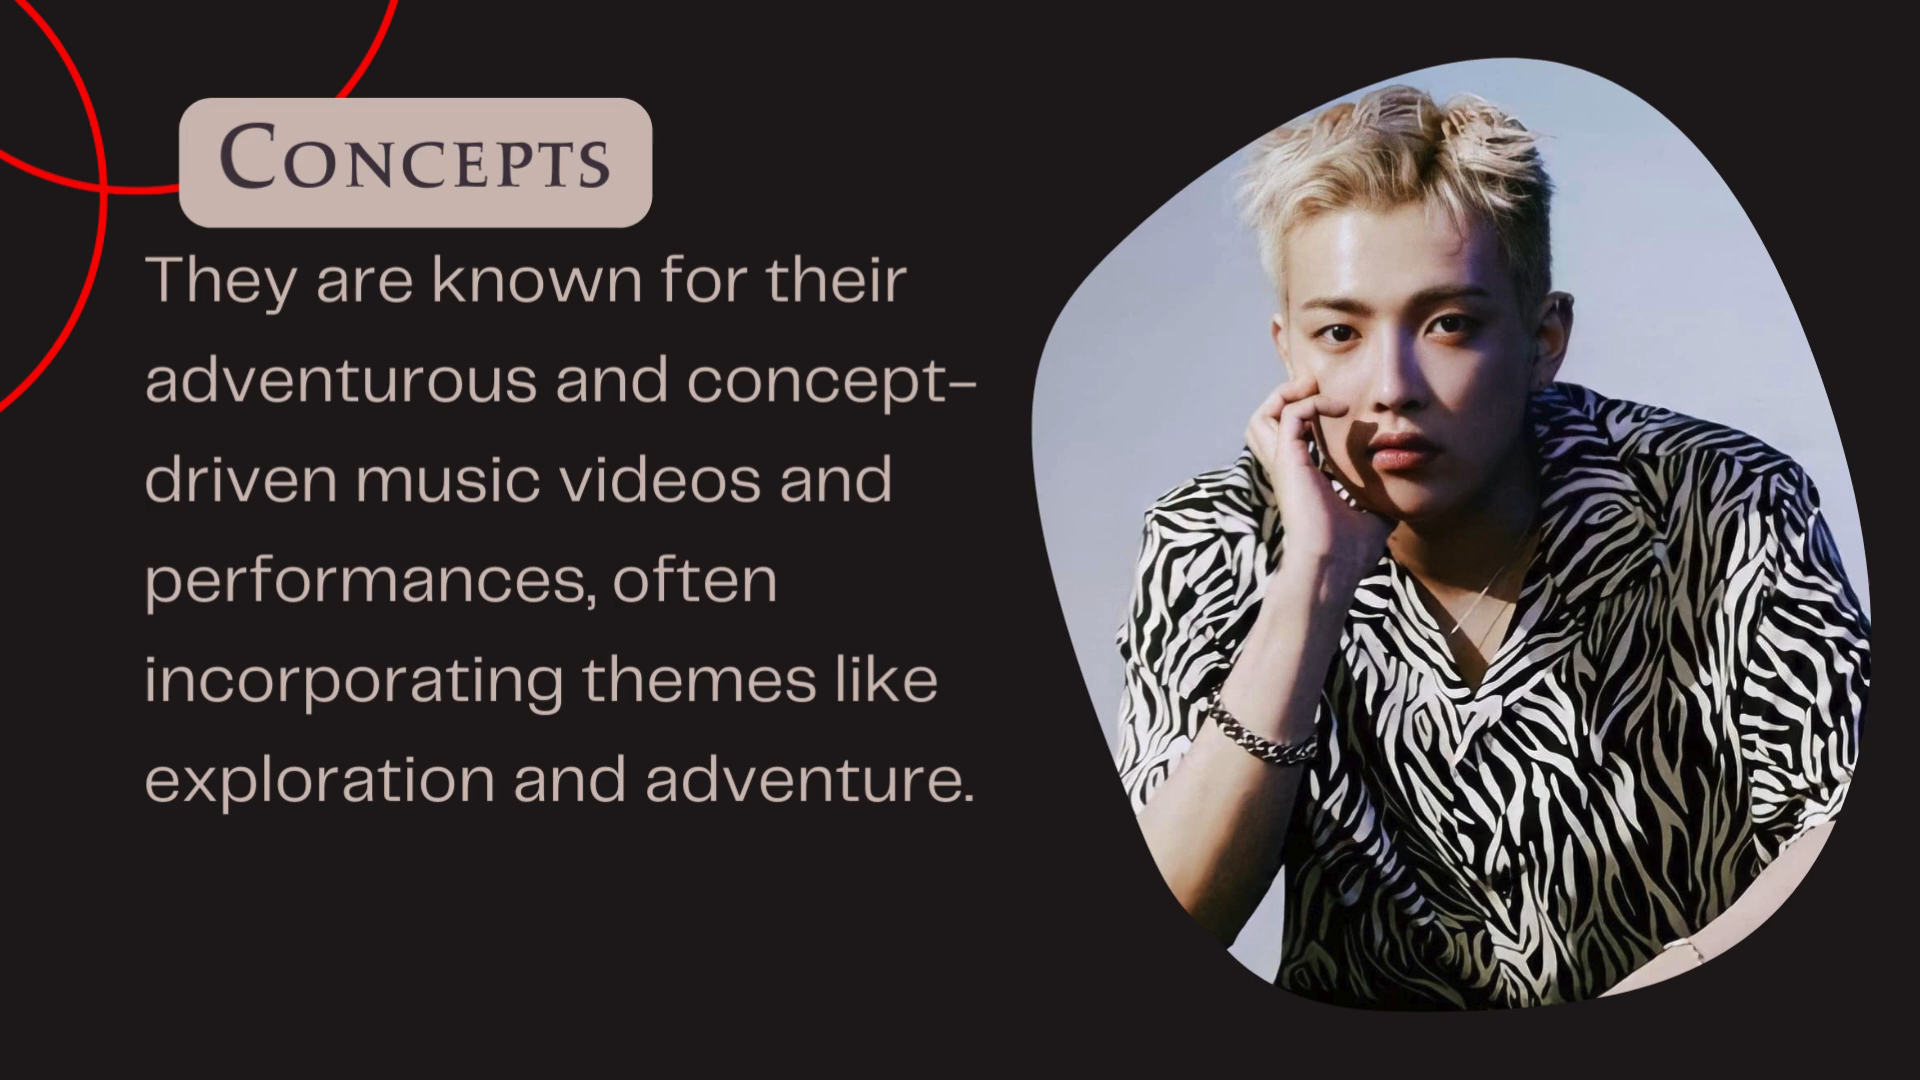 Concepts
They are known for their
adventurous and concept-
driven music videos and
performances, often
incorporating themes like
exploration and adventure.